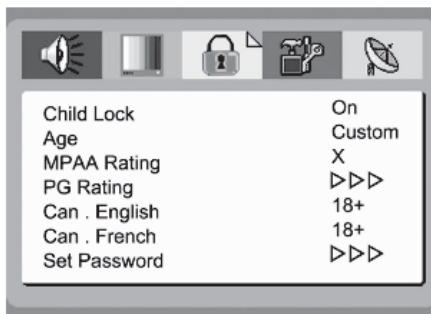 Child Lock On
Age Custom
MPAA Rating X
PG Rating ▷▷▷
Can . English 18+
Can . French 18+
Set Password ▷▷▷